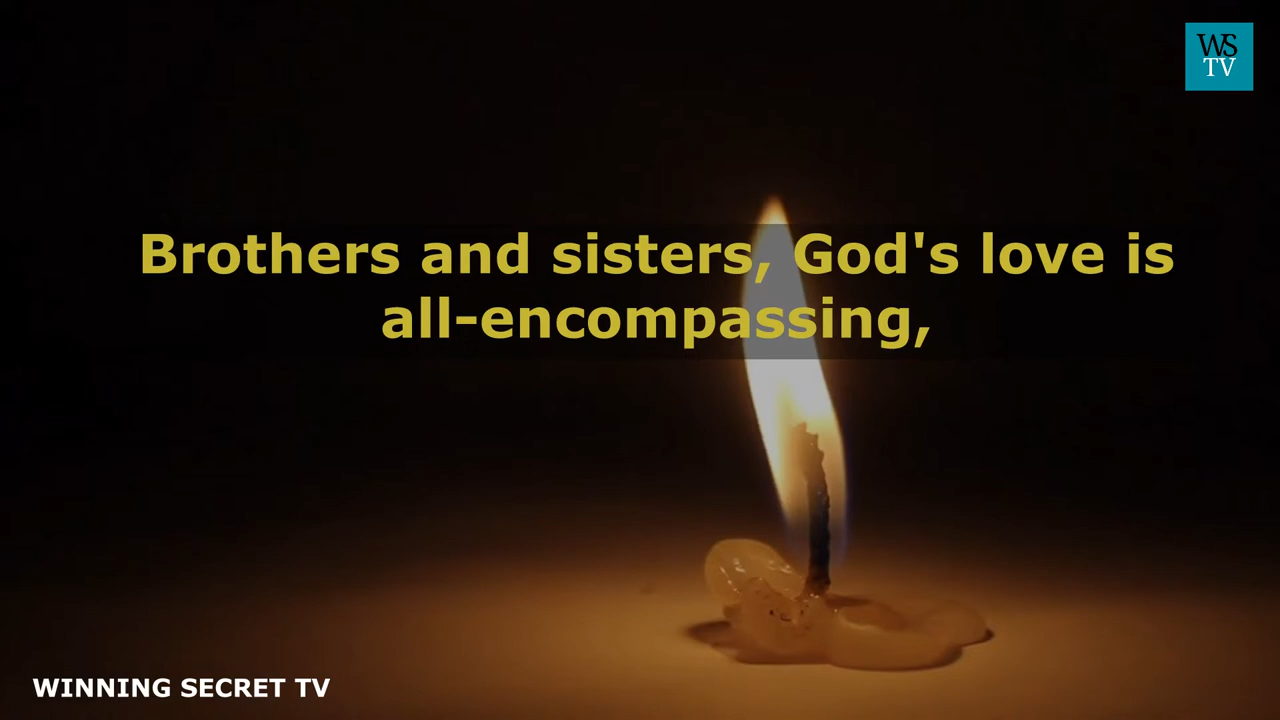 WS
TV
Brothers and sisters, God's love is
all-encompassing,
WINNING SECRET TV